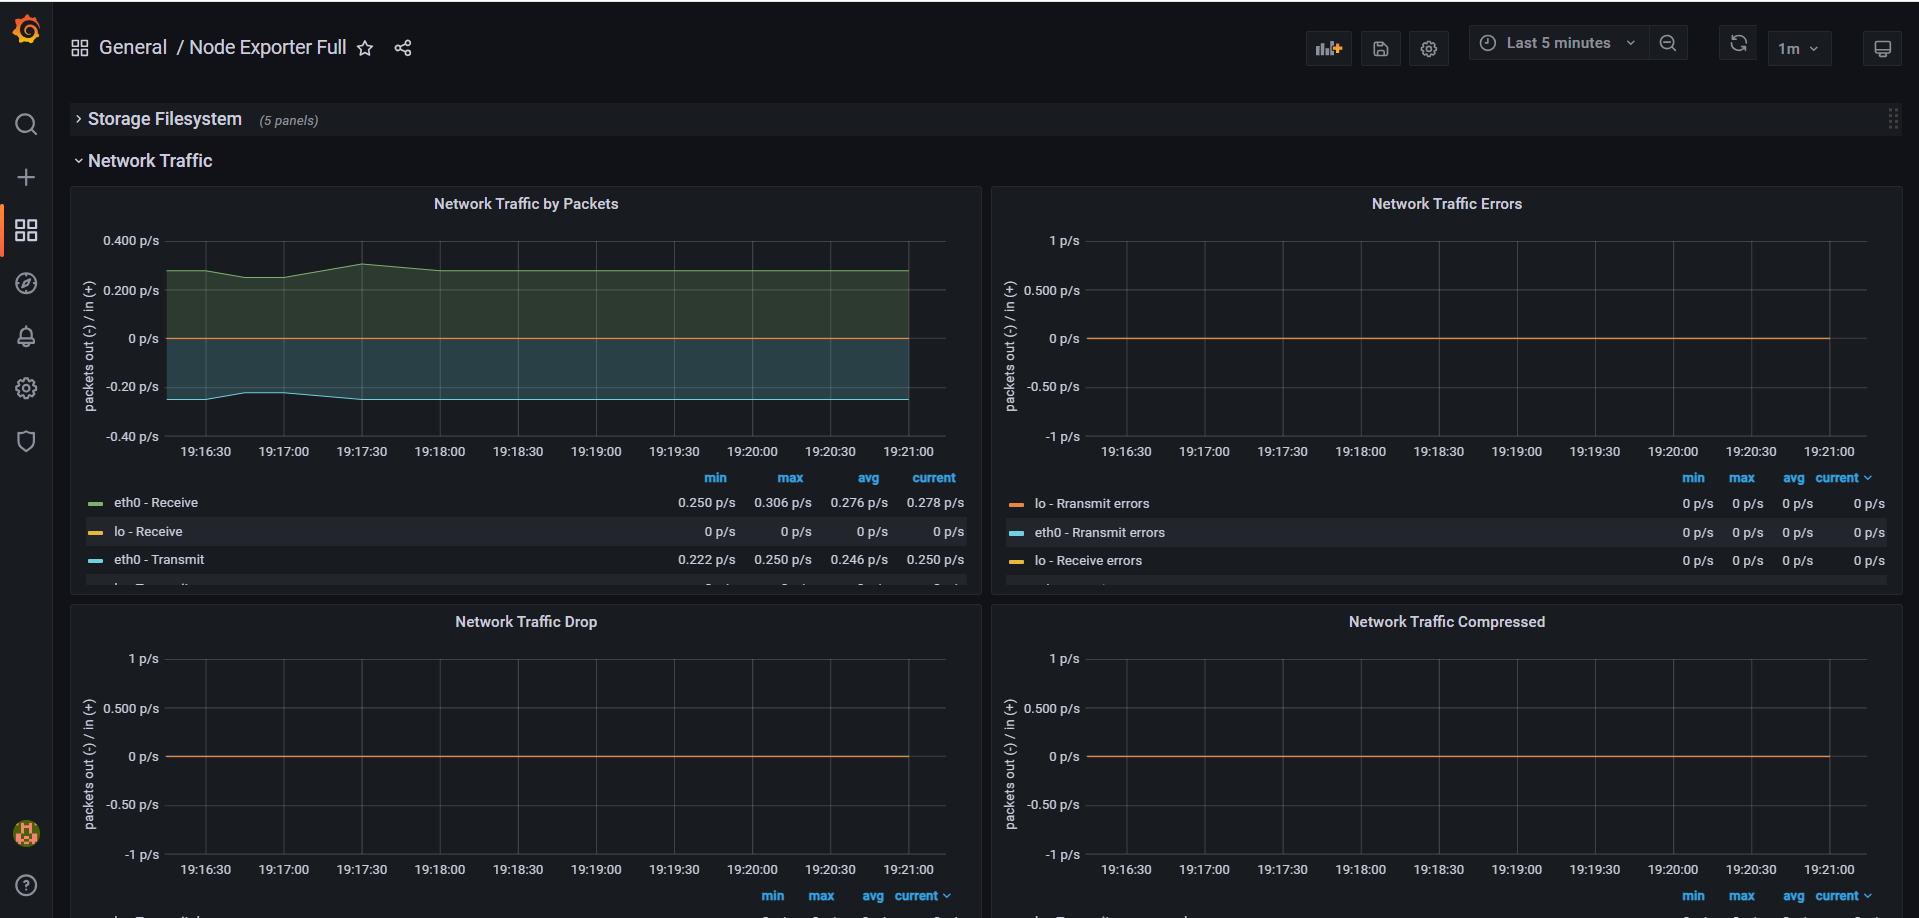 General / Node Exporter Full
Last 5 minutes
1m
Storage Filesystem (5 panels)
Network Traffic
Network Traffic by Packets
packets out (-) / in (+)
0.400 p/s
0.200 p/s
0 p/s
-0.20 p/s
-0.40 p/s
19:16:30 19:17:00 19:17:30 19:18:00 19:18:30 19:19:00 19:19:30 19:20:00 19:20:30 19:21:00
min max avg current
eth0 - Receive 0.250 p/s 0.306 p/s 0.276 p/s 0.278 p/s
lo - Receive 0 p/s 0 p/s 0 p/s 0 p/s
eth0 - Transmit 0.222 p/s 0.250 p/s 0.246 p/s 0.250 p/s
Network Traffic Errors
packets out (-) / in (+)
1 p/s
0.500 p/s
0 p/s
-0.50 p/s
-1 p/s
19:16:30 19:17:00 19:17:30 19:18:00 19:18:30 19:19:00 19:19:30 19:20:00 19:20:30 19:21:00
min max avg current
lo - Rransmit errors 0 p/s 0 p/s 0 p/s 0 p/s
eth0 - Rransmit errors 0 p/s 0 p/s 0 p/s 0 p/s
lo - Receive errors 0 p/s 0 p/s 0 p/s 0 p/s
Network Traffic Drop
packets out (-) / in (+)
1 p/s
0.500 p/s
0 p/s
-0.50 p/s
-1 p/s
19:16:30 19:17:00 19:17:30 19:18:00 19:18:30 19:19:00 19:19:30 19:20:00 19:20:30 19:21:00
min max avg current
Network Traffic Compressed
packets out (-) / in (+)
1 p/s
0.500 p/s
0 p/s
-0.50 p/s
-1 p/s
19:16:30 19:17:00 19:17:30 19:18:00 19:18:30 19:19:00 19:19:30 19:20:00 19:20:30 19:21:00
min max avg current